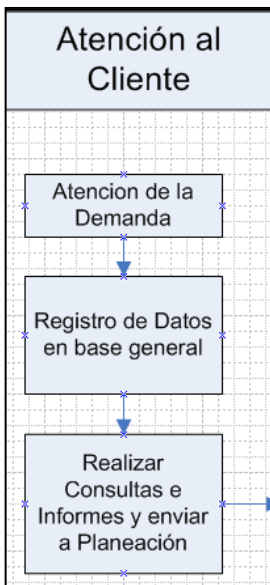 Atención al
Cliente
Atencion de la
Demanda
Registro de Datos
en base general
Realizar
Consultas e
Informes y enviar
a Planeación